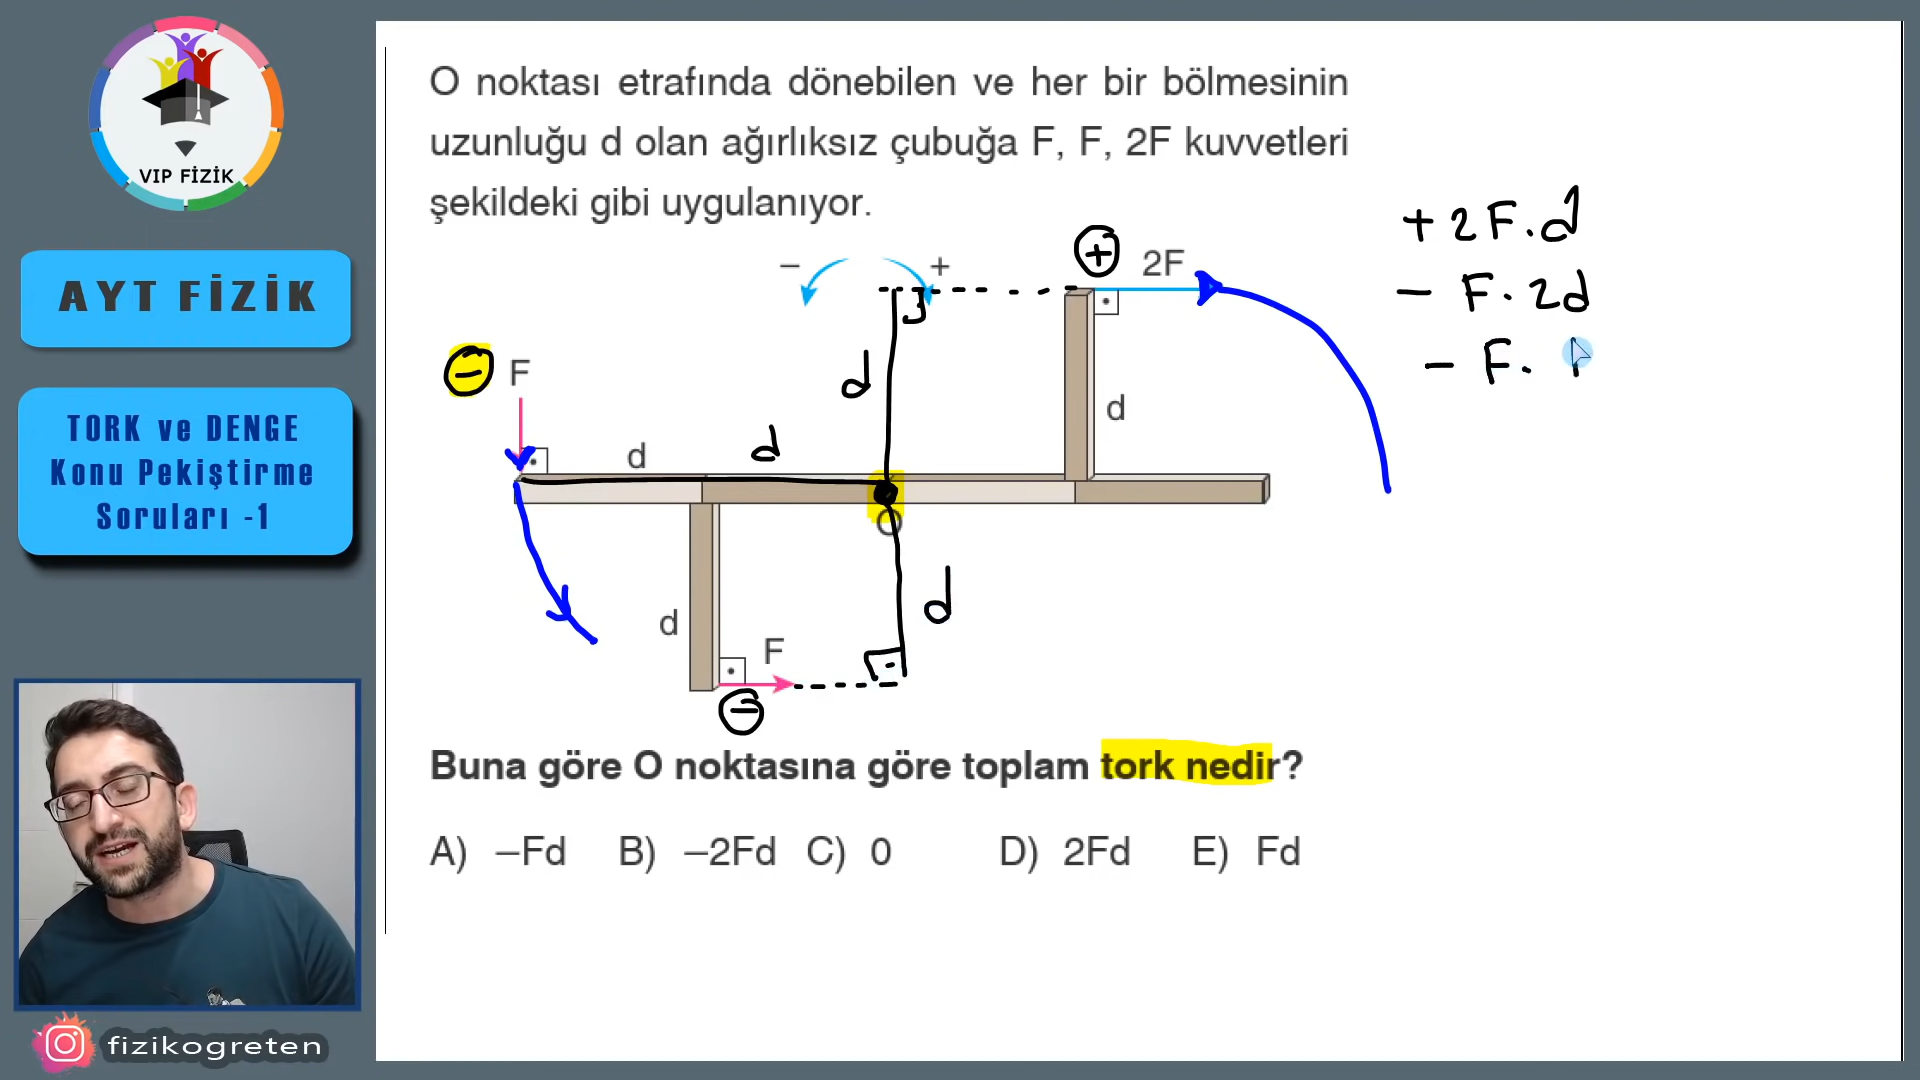 VIP FİZİK
AYT FİZİK
TORK ve DENGE
Konu Pekiştirme
Soruları -1
fizikogreten
O noktası etrafında dönebilen ve her bir bölmesinin
uzunluğu d olan ağırlıksız çubuğa F, F, 2F kuvvetleri
şekildeki gibi uygulanıyor.
+2F.d
- F.2d
- F.
- +
+ 2F
- F
d
d
d
d
O
d
d
F
-
Buna göre O noktasına göre toplam tork nedir?
A) –Fd B) –2Fd C) 0 D) 2Fd E) Fd